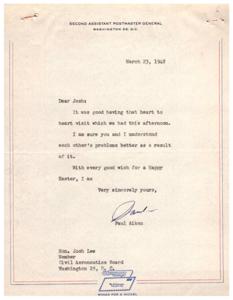 SECOND ASSISTANT POSTMASTER GENERAL
WASHINGTON 25, D.C.
March 23, 1948
Dear Josh:
It was good having that heart to
heart visit which we had this afternoon.
I am sure you and I understand
each other's problems better as a result
of it.
With every good wish for a Happy
Easter, I am
Very sincerely yours,
Paul
Paul Aiken
Hon. Josh Lee
Member
Civil Aeronautics Board
Washington 25, D. C.